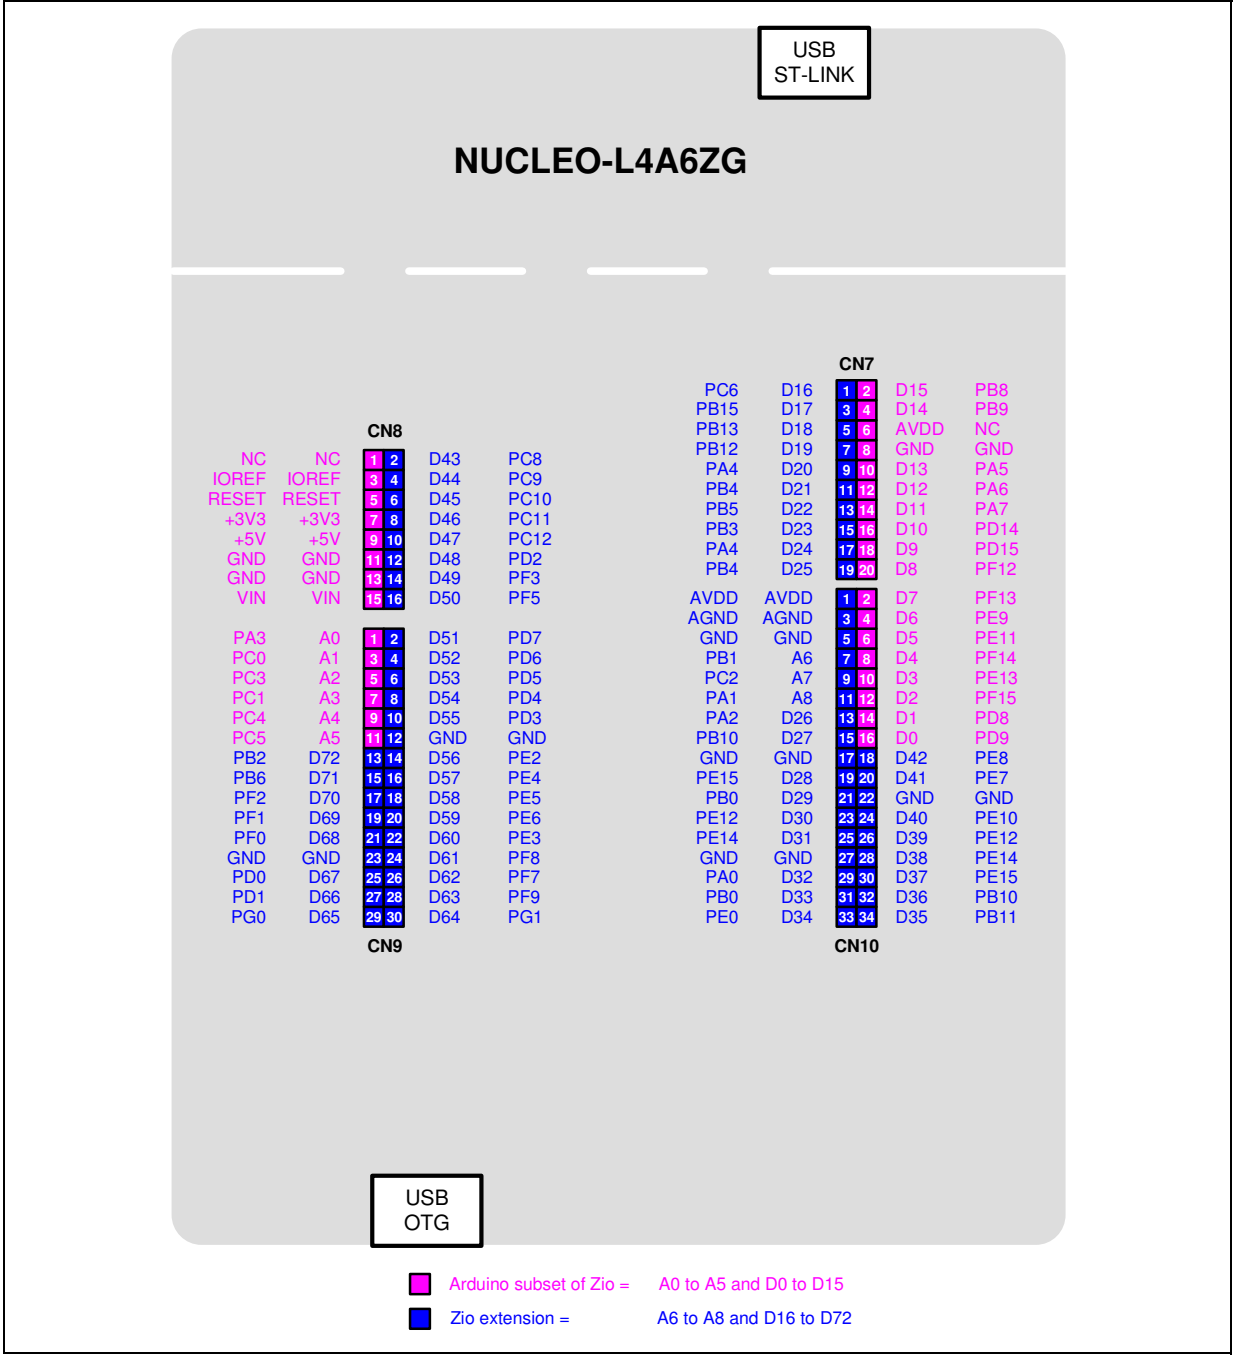 USB
ST-LINK
NUCLEO-L4A6ZG
CN7
PC6 D16 1 2 D15 PB8
PB15 D17 3 4 D14 PB9
PB13 D18 5 6 AVDD NC
PB12 D19 7 8 GND GND
PA4 D20 9 10 D13 PA5
PB4 D21 11 12 D12 PA6
PB5 D22 13 14 D11 PA7
PB3 D23 15 16 D10 PD14
PA4 D24 17 18 D9 PD15
PB4 D25 19 20 D8 PF12
CN8
NC NC 1 2 D43 PC8
IOREF IOREF 3 4 D44 PC9
RESET RESET 5 6 D45 PC10
+3V3 +3V3 7 8 D46 PC11
+5V +5V 9 10 D47 PC12
GND GND 11 12 D48 PD2
GND GND 13 14 D49 PF3
VIN VIN 15 16 D50 PF5
PA3 A0 1 2 D51 PD7
PC0 A1 3 4 D52 PD6
PC3 A2 5 6 D53 PD5
PC1 A3 7 8 D54 PD4
PC4 A4 9 10 D55 PD3
PC5 A5 11 12 GND GND
PB2 D72 13 14 D56 PE2
PB6 D71 15 16 D57 PE4
PF2 D70 17 18 D58 PE5
PF1 D69 19 20 D59 PE6
PF0 D68 21 22 D60 PE3
GND GND 23 24 D61 PF8
PD0 D67 25 26 D62 PF7
PD1 D66 27 28 D63 PF9
PG0 D65 29 30 D64 PG1
CN9
AVDD AVDD 1 2 D7 PF13
AGND AGND 3 4 D6 PE9
GND GND 5 6 D5 PE11
PB1 A6 7 8 D4 PF14
PC2 A7 9 10 D3 PE13
PA1 A8 11 12 D2 PF15
PA2 D26 13 14 D1 PD8
PB10 D27 15 16 D0 PD9
GND GND 17 18 D42 PE8
PE15 D28 19 20 D41 PE7
PB0 D29 21 22 GND GND
PE12 D30 23 24 D40 PE10
PE14 D31 25 26 D39 PE12
GND GND 27 28 D38 PE14
PA0 D32 29 30 D37 PE15
PB0 D33 31 32 D36 PB10
PE0 D34 33 34 D35 PB11
CN10
USB
OTG
Arduino subset of Zio = A0 to A5 and D0 to D15
Zio extension = A6 to A8 and D16 to D72